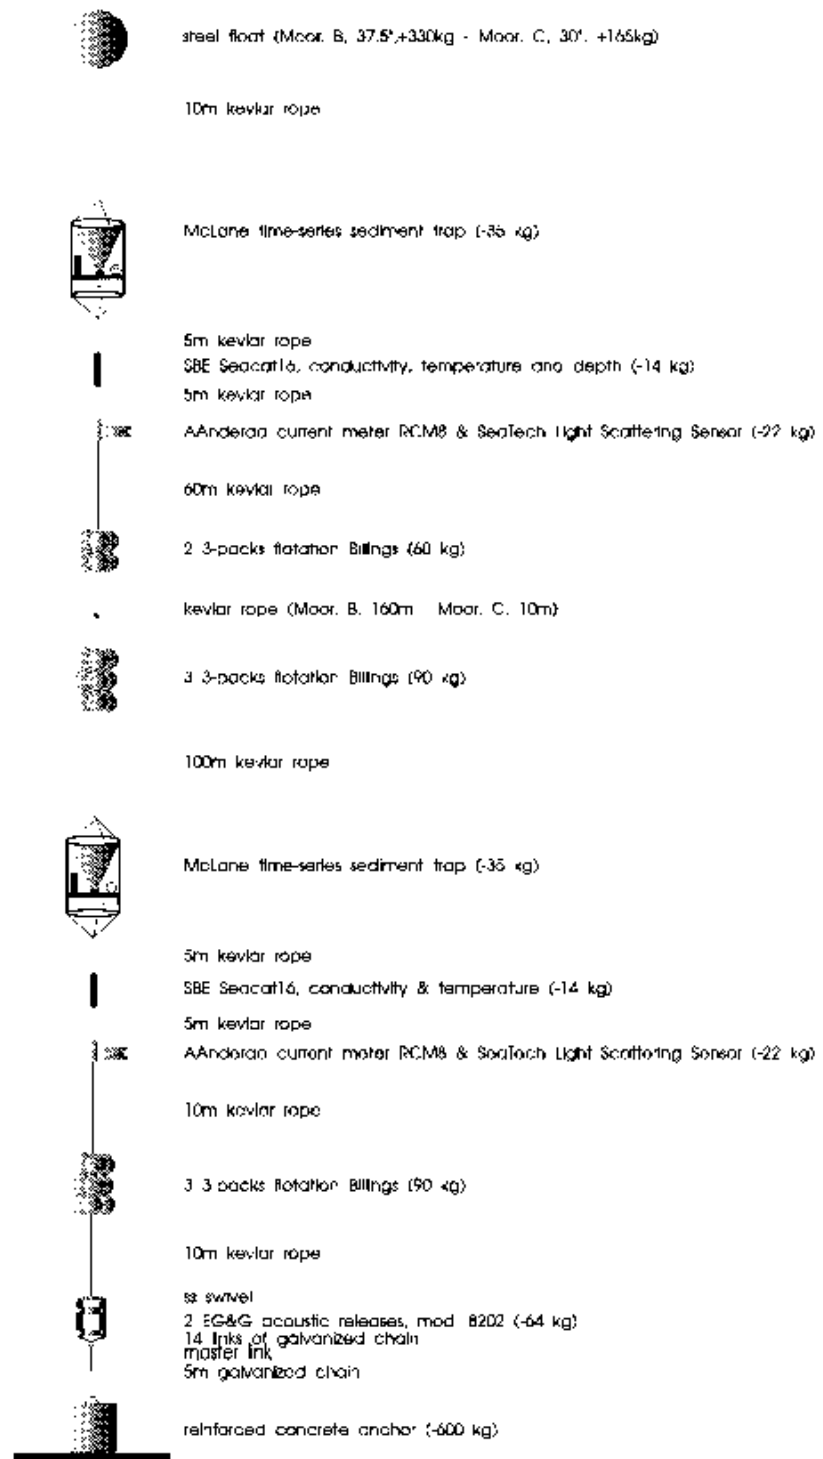 steel float (Moor. B, 37.5",+330kg - Moor. C, 30". +165kg)
10m kevlar rope
McLane time-series sediment trap (-35 kg)
5m kevlar rope
SBE Seacat16, conductivity, temperature and depth (-14 kg)
5m kevlar rope
AAnderaa current meter RCM8 & SeaTech Light Scattering Sensor (-22 kg)
60m kevlar rope
2 3-packs flotation Billings (60 kg)
kevlar rope (Moor. B. 160m Moor. C. 10m)
3 3-packs flotation Billings (90 kg)
100m kevlar rope
McLane time-series sediment trap (-35 kg)
5m kevlar rope
SBE Seacat16, conductivity & temperature (-14 kg)
5m kevlar rope
AAnderaa current meter RCM8 & SeaTech Light Scattering Sensor (-22 kg)
10m kevlar rope
3 3 packs flotation Billings (90 kg)
10m kevlar rope
ss swivel
2 EG&G acoustic releases, mod 8202 (-64 kg)
14 links of galvanized chain
master link
5m galvanized chain
reinforced concrete anchor (-600 kg)